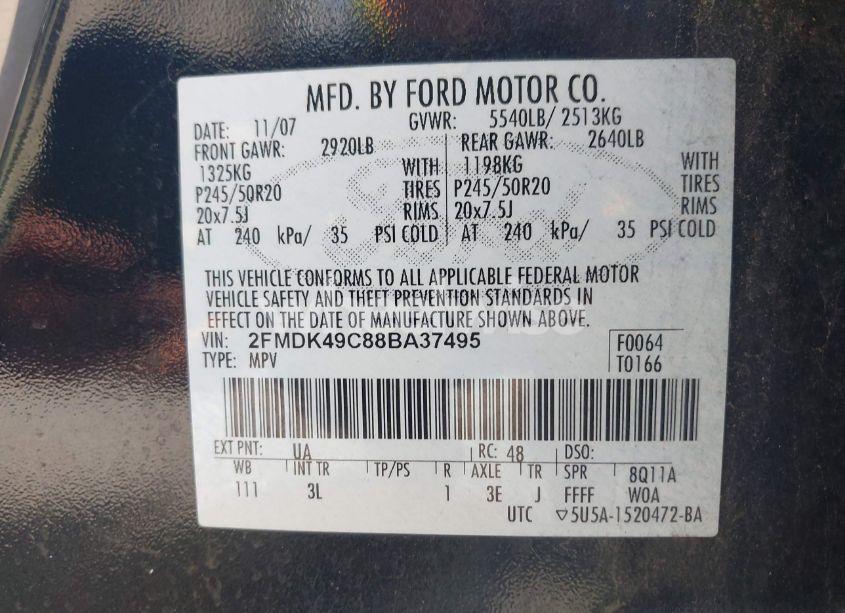 MFD. BY FORD MOTOR CO.
DATE: 11/07 GVWR: 5540LB/ 2513KG
FRONT GAWR: 2920LB REAR GAWR: 2640LB
1325KG WITH 1198KG WITH
P245/50R20 TIRES P245/50R20 TIRES
20x7.5J RIMS 20x7.5J RIMS
AT 240 kPa/ 35 PSI COLD AT 240 kPa/ 35 PSI COLD
THIS VEHICLE CONFORMS TO ALL APPLICABLE FEDERAL MOTOR
VEHICLE SAFETY AND THEFT PREVENTION STANDARDS IN
EFFECT ON THE DATE OF MANUFACTURE SHOWN ABOVE.
VIN: 2FMDK49C88BA37495 F0064
TYPE: MPV T0166
EXT PNT: UA RC: 48 DSO:
WB INT TR TP/PS R AXLE TR SPR 8Q11A
111 3L 1 3E J FFFF WOA
UTC ▽5U5A-1520472-BA